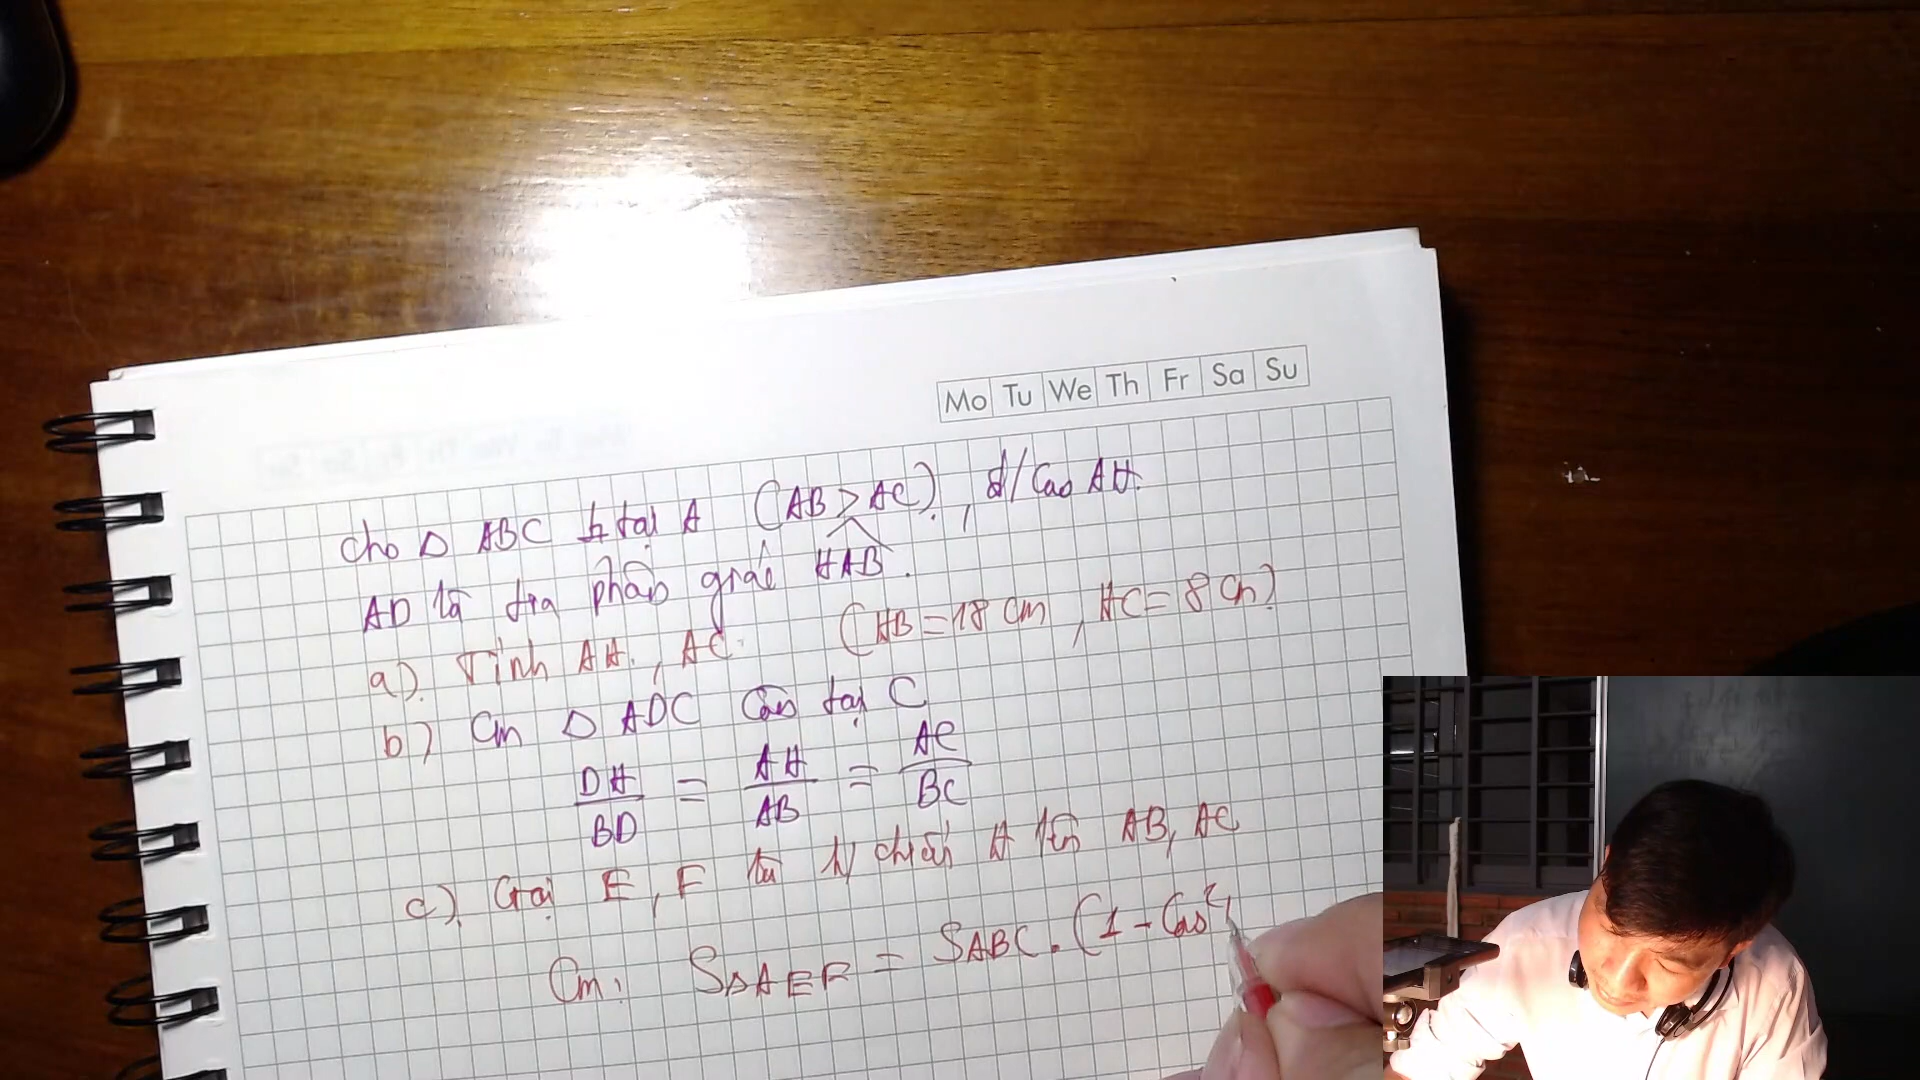 Mo Tu We Th Fr Sa Su
Cho Δ ABC ⊥ tại A (AB > AC), đ/cao AH.
AD là tia phân giác HAB.
a). Tính AH, AC. (HB = 18 cm, HC = 8 cm)
b) Cm Δ ADC cân tại C
DH/BD = AH/AB = AC/BC
c). Gọi E, F là h/chiếu H lên AB, AC
Cm: SΔAEF = SABC . (1 - Cos²